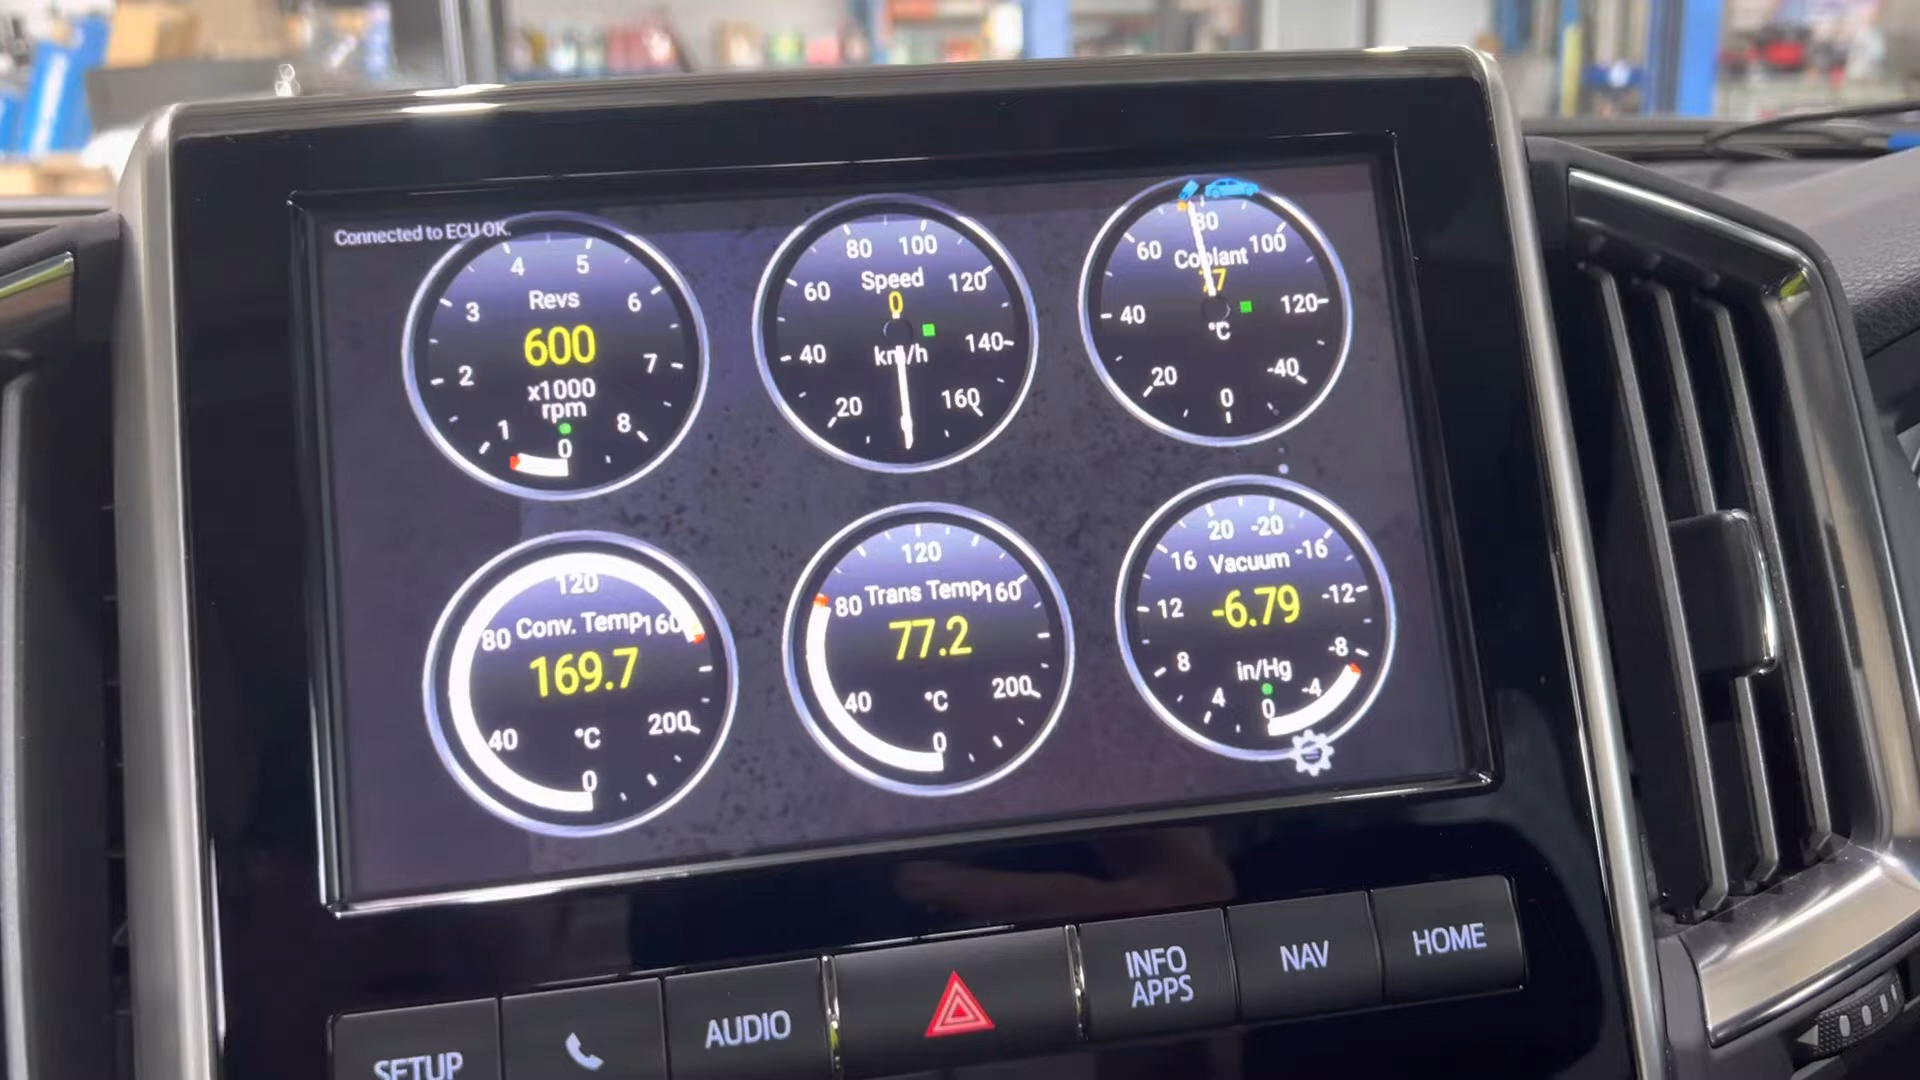 Connected to ECU OK.
4 5
3 6
Revs
600
2 7
x1000
rpm
1 8
0
80 100
Speed
60 120
0
40 140
km/h
20 160
80
60 100
Coolant
77
40 120
°C
20 -40
0
120
80 Conv. Temp 160
169.7
40 °C 200
0
120
80 Trans Temp 160
77.2
40 °C 200
0
20 -20
16 Vacuum -16
12 -6.79 -12
8 in/Hg -8
4 -4
0
SETUP
AUDIO
INFO
APPS
NAV
HOME